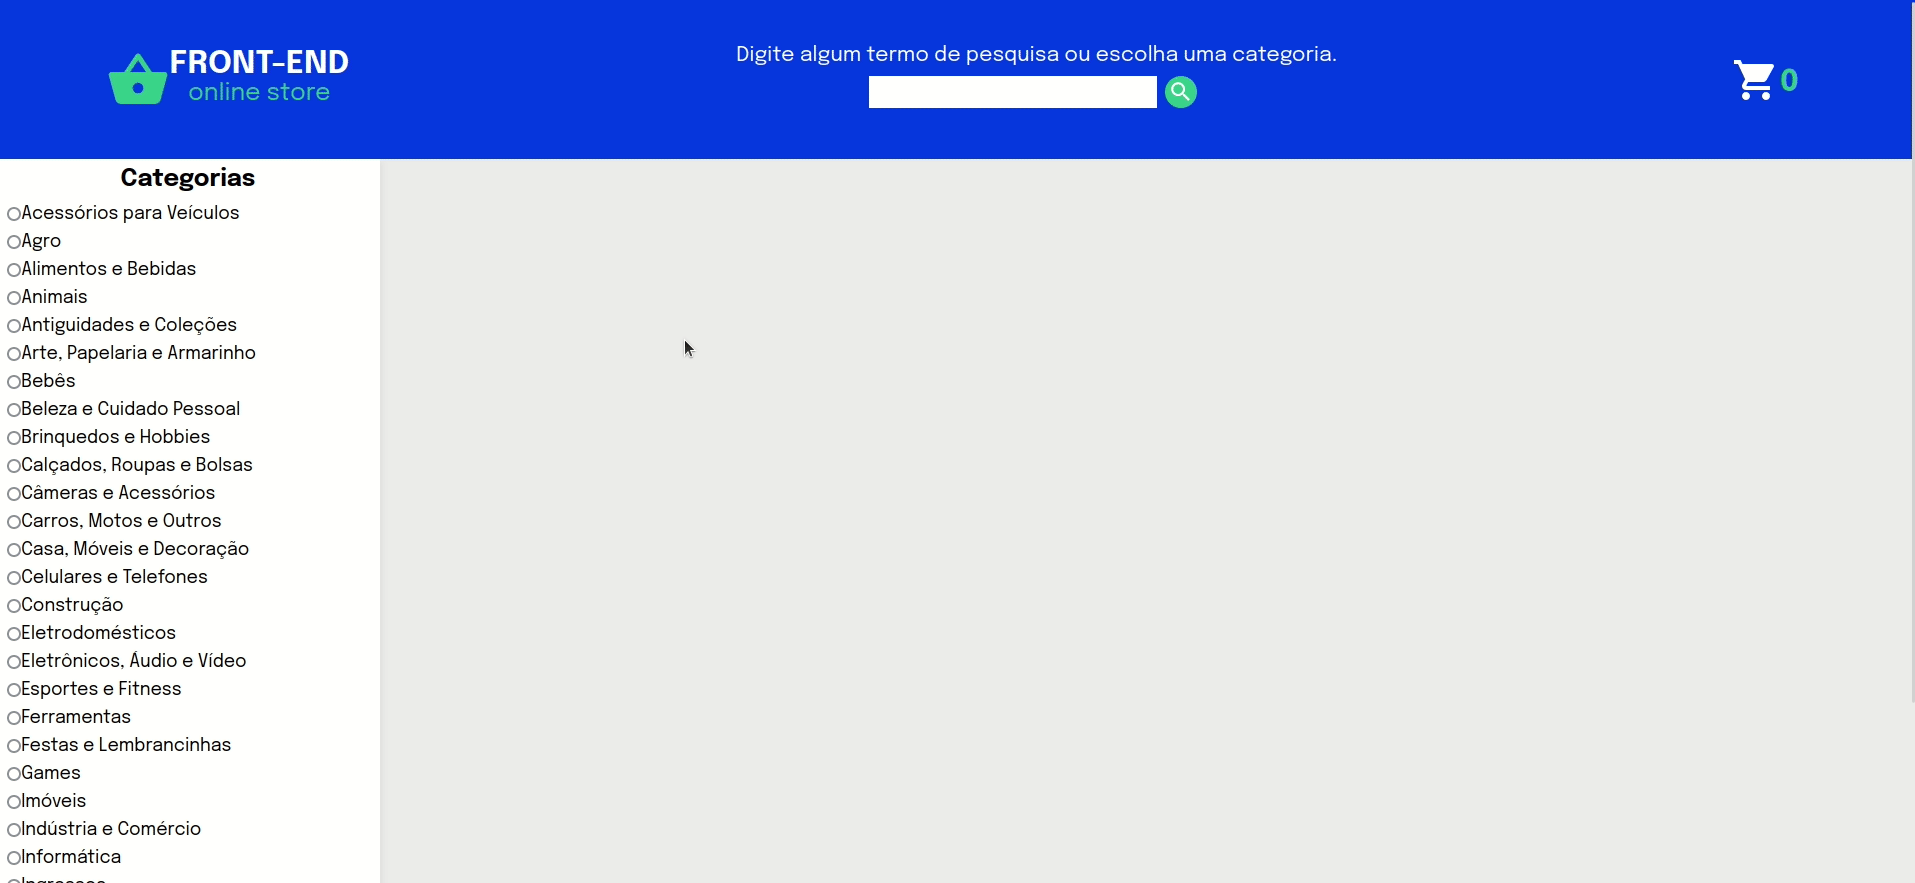 FRONT-END
online store
Digite algum termo de pesquisa ou escolha uma categoria.
0
Categorias
Acessórios para Veículos
Agro
Alimentos e Bebidas
Animais
Antiguidades e Coleções
Arte, Papelaria e Armarinho
Bebês
Beleza e Cuidado Pessoal
Brinquedos e Hobbies
Calçados, Roupas e Bolsas
Câmeras e Acessórios
Carros, Motos e Outros
Casa, Móveis e Decoração
Celulares e Telefones
Construção
Eletrodomésticos
Eletrônicos, Áudio e Vídeo
Esportes e Fitness
Ferramentas
Festas e Lembrancinhas
Games
Imóveis
Indústria e Comércio
Informática